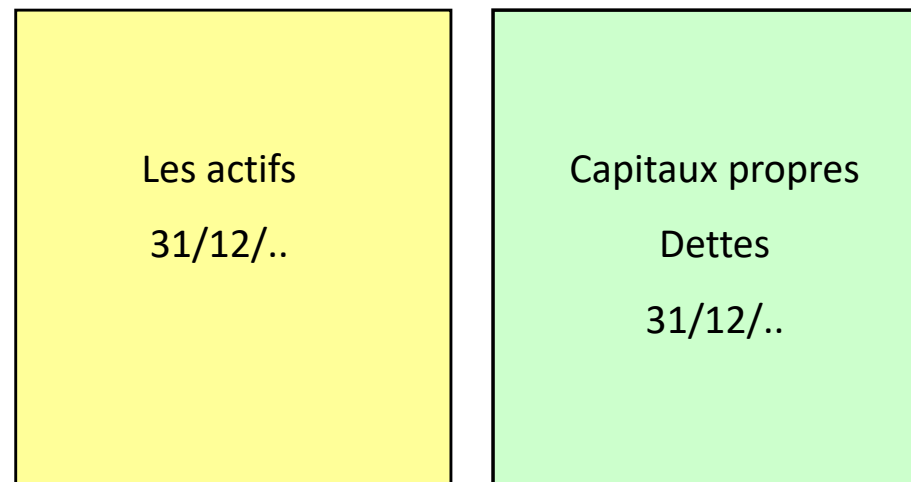 Les actifs
31/12/..
Capitaux propres
Dettes
31/12/..